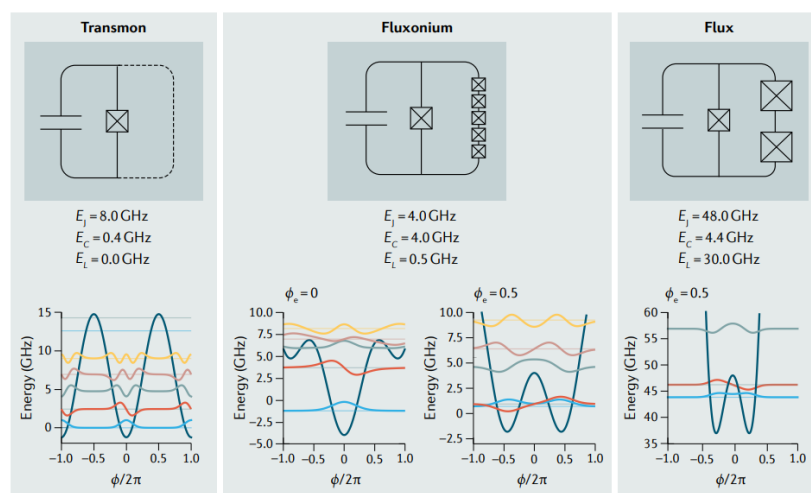 Transmon
E_J = 8.0 GHz
E_C = 0.4 GHz
E_L = 0.0 GHz
Energy (GHz)
15
10
5
0
−1.0 −0.5 0 0.5 1.0
ϕ/2π
Fluxonium
E_J = 4.0 GHz
E_C = 4.0 GHz
E_L = 0.5 GHz
ϕ_e = 0
Energy (GHz)
10.0
7.5
5.0
2.5
0
−2.5
−5.0
−1.0 −0.5 0 0.5 1.0
ϕ/2π
ϕ_e = 0.5
Energy (GHz)
10.0
7.5
5.0
2.5
0
−2.5
−1.0 −0.5 0 0.5 1.0
ϕ/2π
Flux
E_J = 48.0 GHz
E_C = 4.4 GHz
E_L = 30.0 GHz
ϕ_e = 0.5
Energy (GHz)
60
55
50
45
40
35
−1.0 −0.5 0 0.5 1.0
ϕ/2π